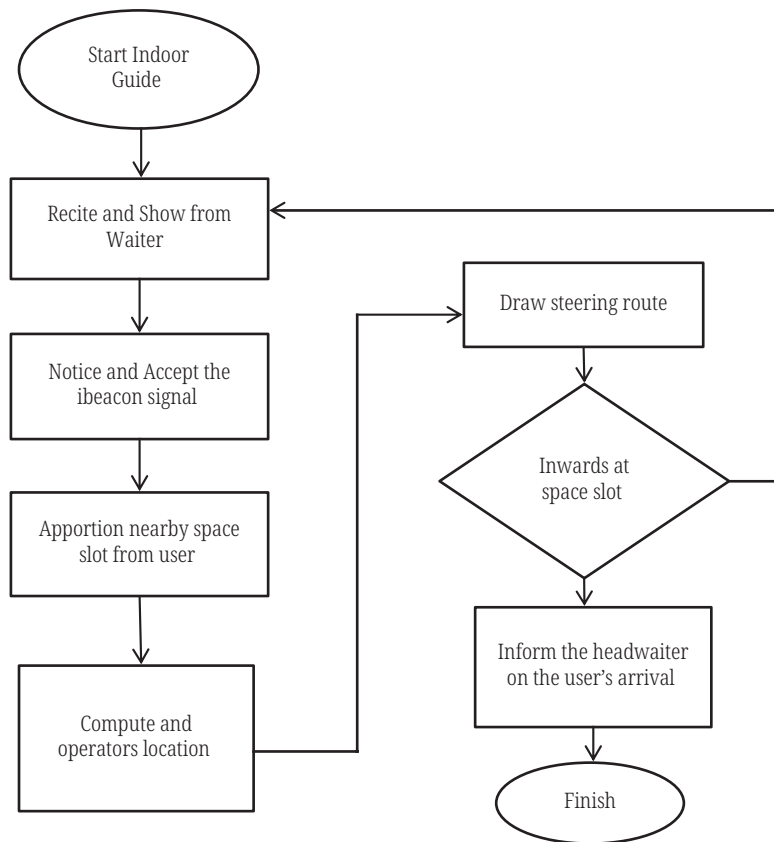 Start Indoor
Guide
Recite and Show from
Waiter
Notice and Accept the
ibeacon signal
Apportion nearby space
slot from user
Compute and
operators location
Draw steering route
Inwards at
space slot
Inform the headwaiter
on the user’s arrival
Finish